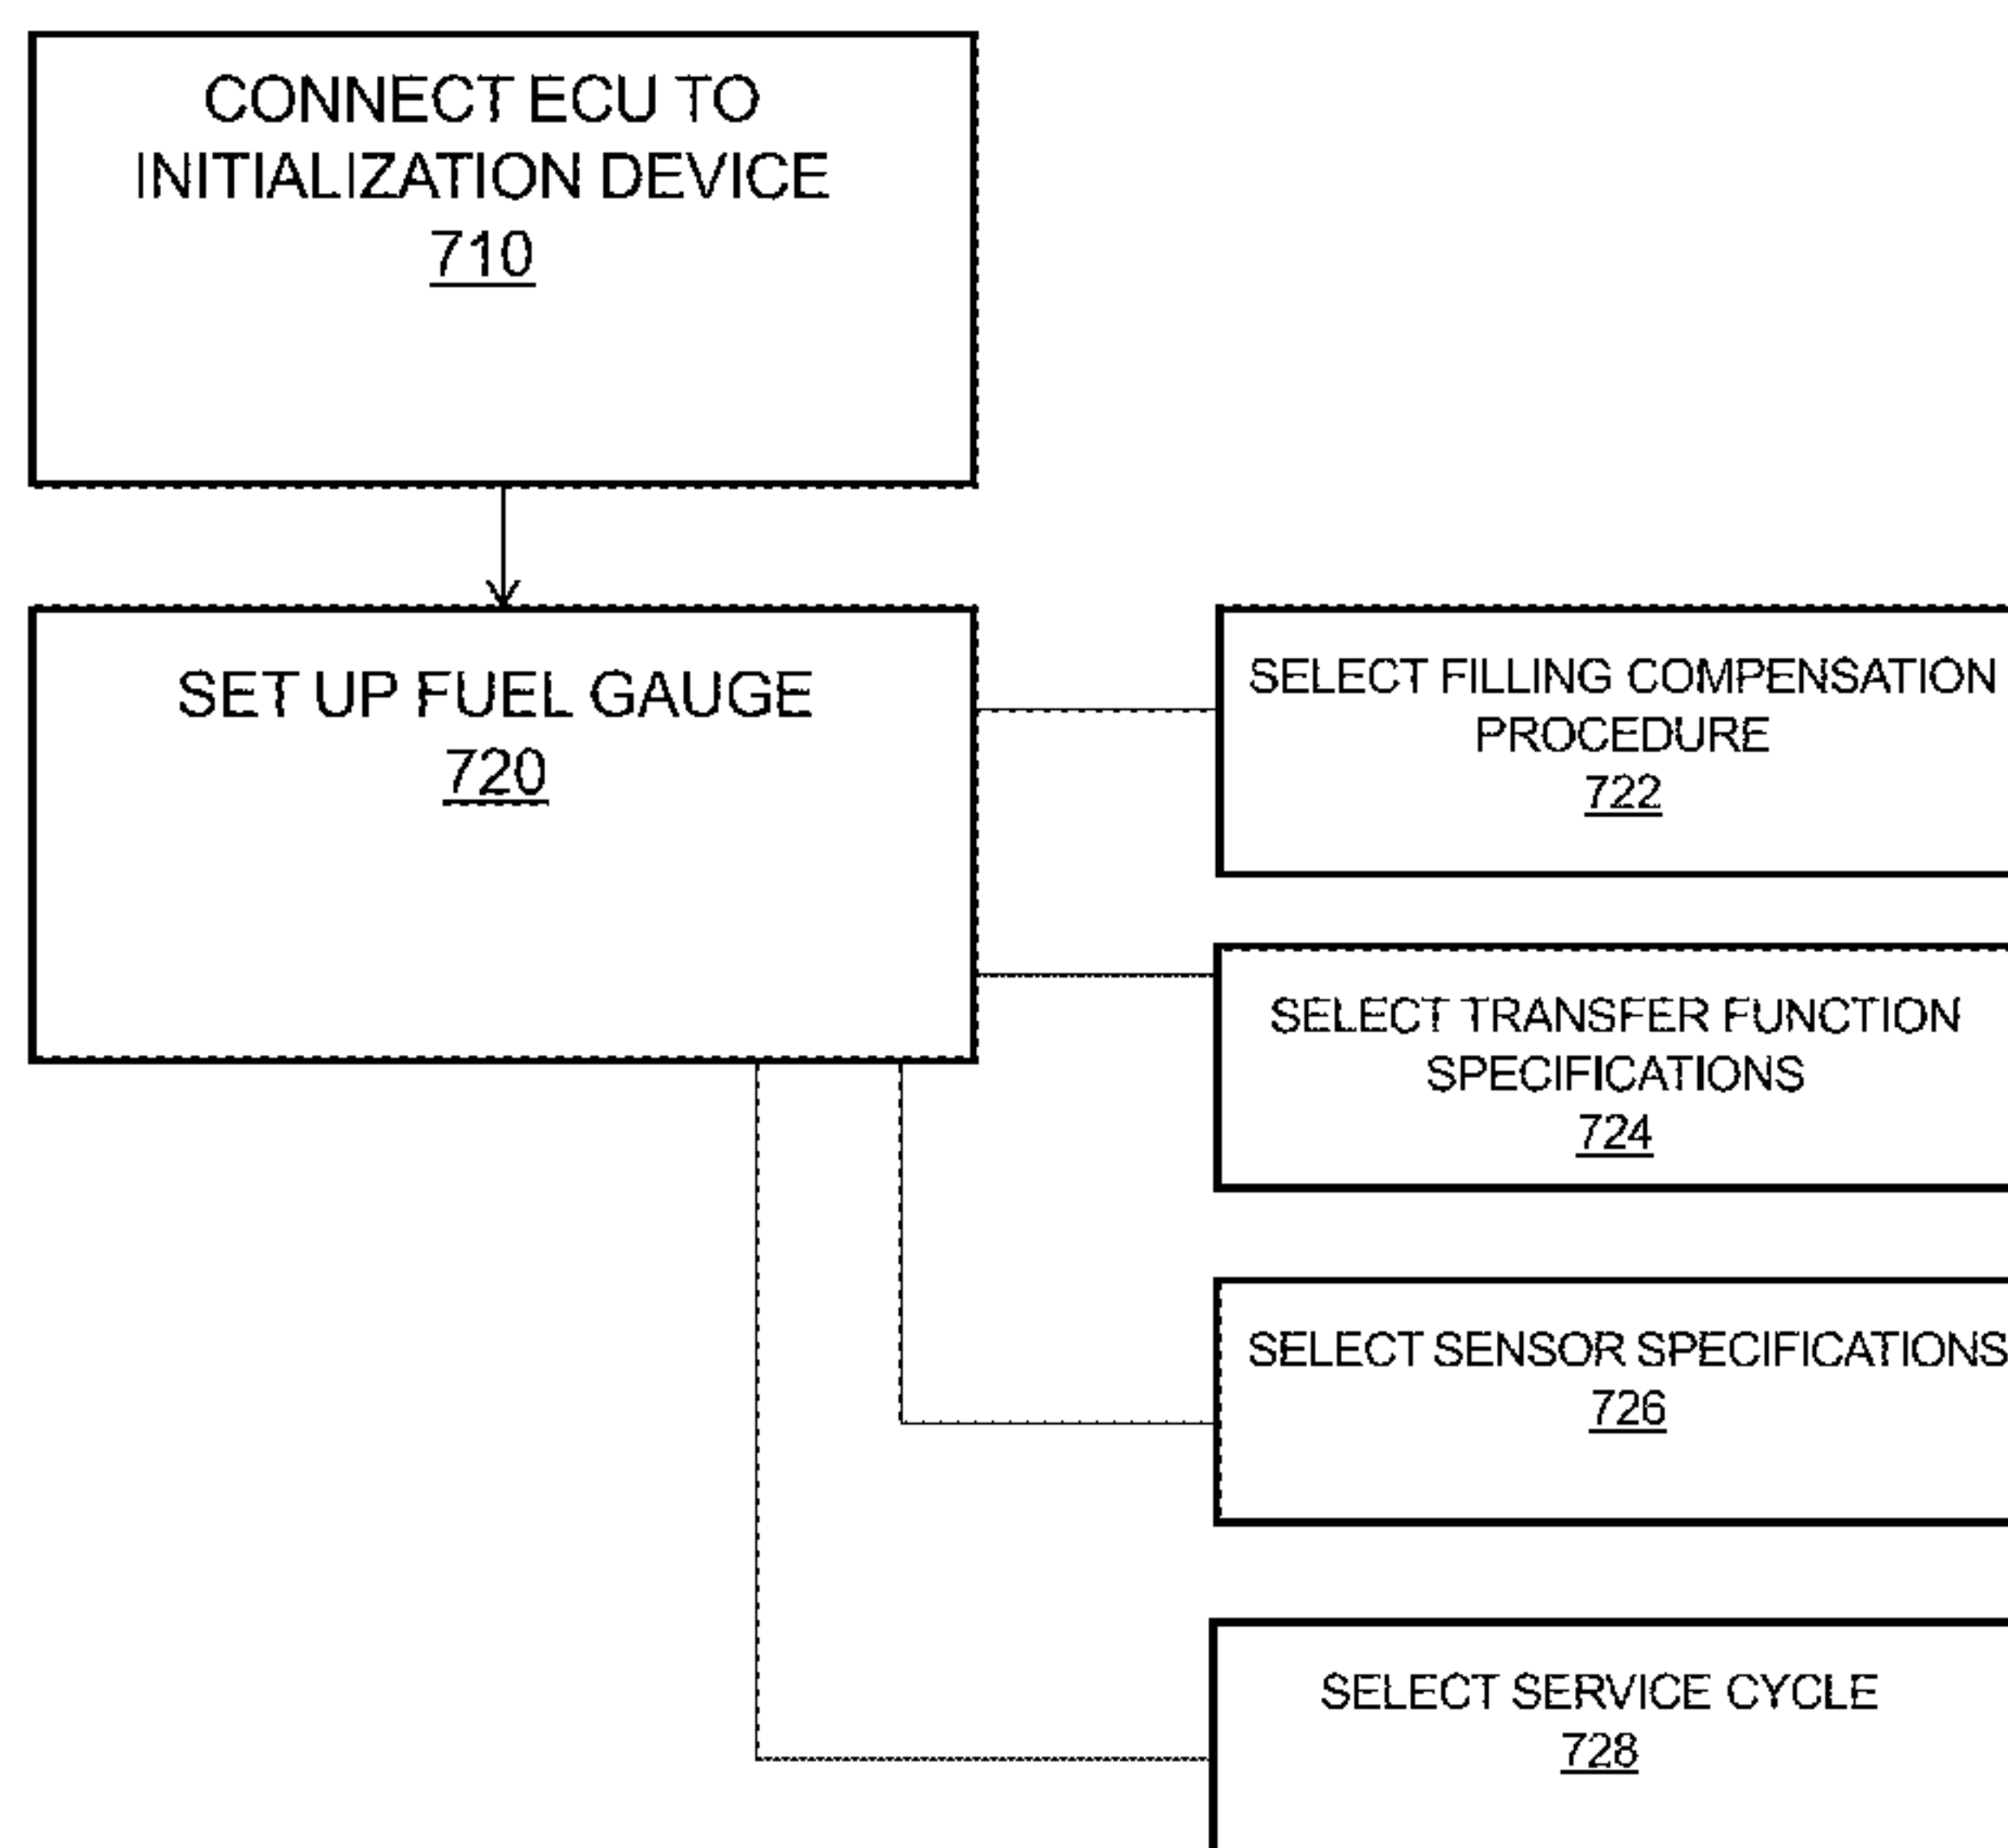 CONNECT ECU TO
INITIALIZATION DEVICE
710
SET UP FUEL GAUGE
720
SELECT FILLING COMPENSATION
PROCEDURE
722
SELECT TRANSFER FUNCTION
SPECIFICATIONS
724
SELECT SENSOR SPECIFICATIONS
726
SELECT SERVICE CYCLE
728